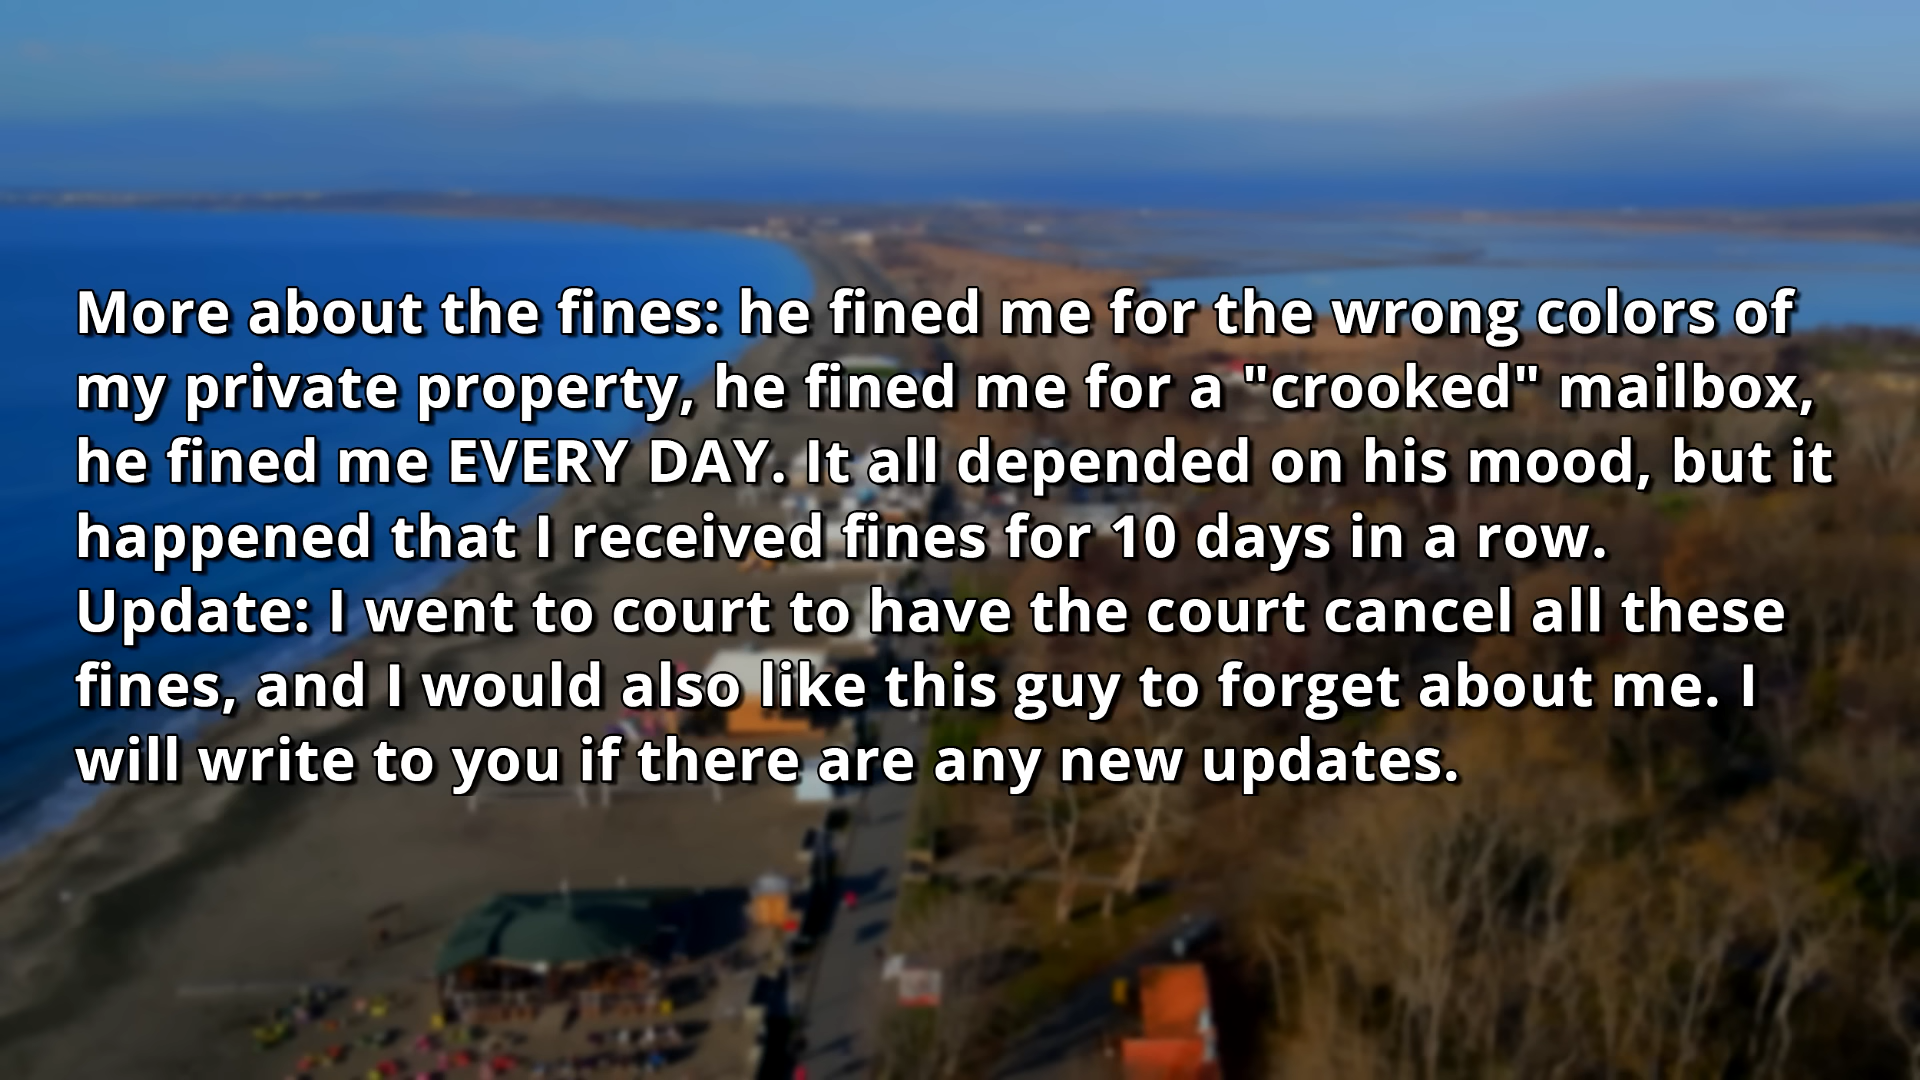 More about the fines: he fined me for the wrong colors of
my private property, he fined me for a "crooked" mailbox,
he fined me EVERY DAY. It all depended on his mood, but it
happened that I received fines for 10 days in a row.
Update: I went to court to have the court cancel all these
fines, and I would also like this guy to forget about me. I
will write to you if there are any new updates.